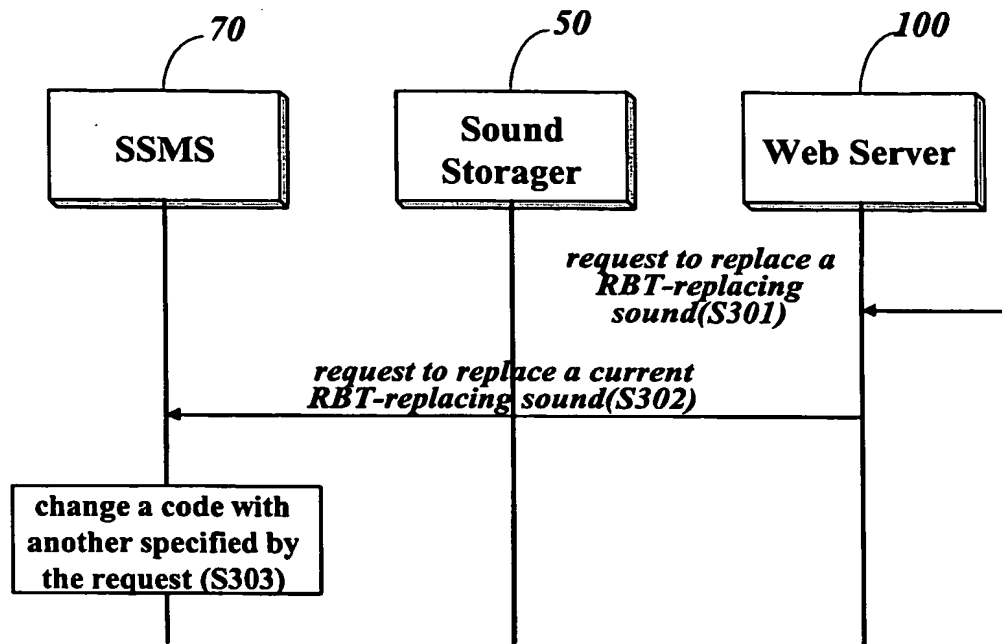 70
50
100
SSMS
Sound
Storager
Web Server
request to replace a
RBT-replacing
sound(S301)
request to replace a current
RBT-replacing sound(S302)
change a code with
another specified by
the request (S303)